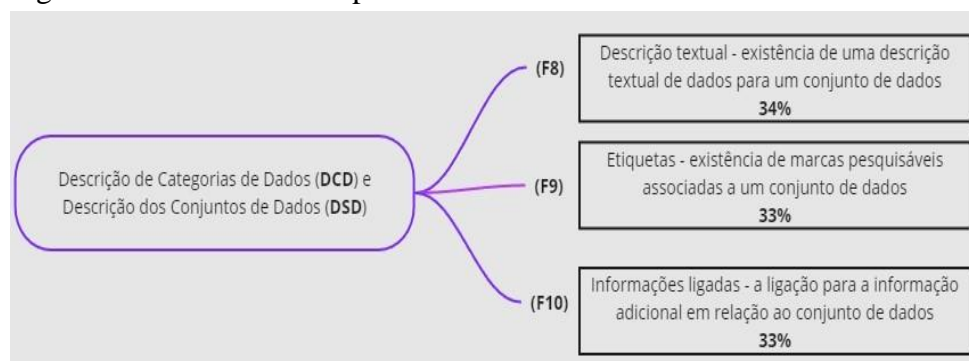 Descrição de Categorias de Dados (DCD) e
Descrição dos Conjuntos de Dados (DSD)
(F8)
Descrição textual - existência de uma descrição
textual de dados para um conjunto de dados
34%
(F9)
Etiquetas - existência de marcas pesquisáveis
associadas a um conjunto de dados
33%
(F10)
Informações ligadas - a ligação para a informação
adicional em relação ao conjunto de dados
33%